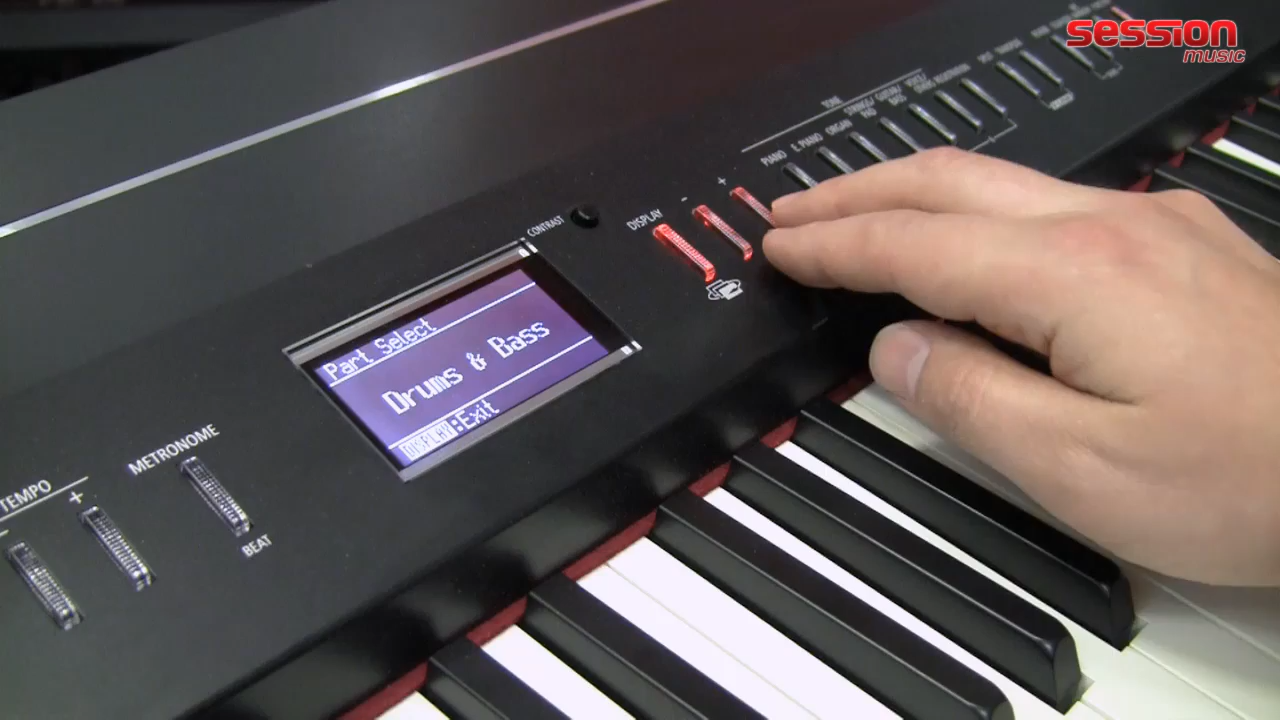 session
music
TONE
STRINGS/ GUITAR/ VOICE/
PIANO E. PIANO ORGAN PAD BASS OTHERS
+
-
DISPLAY
CONTRAST
Part Select
Drums & Bass
DISPLAY:Exit
METRONOME
BEAT
TEMPO
+
-